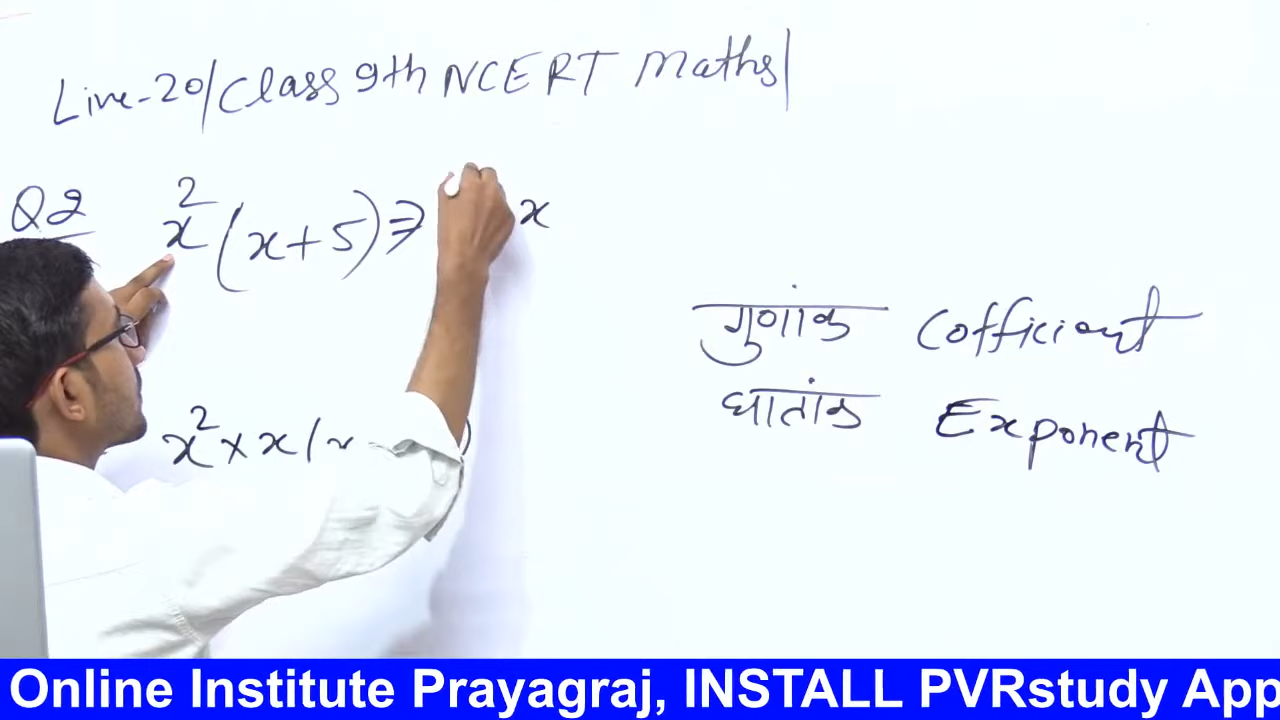 Live-20/Class 9th NCERT Maths/
Q2 x²(x+5) ⇒ x
गुणांक Cofficient
घातांक Exponent
x² × x
Online Institute Prayagraj, INSTALL PVRstudy App